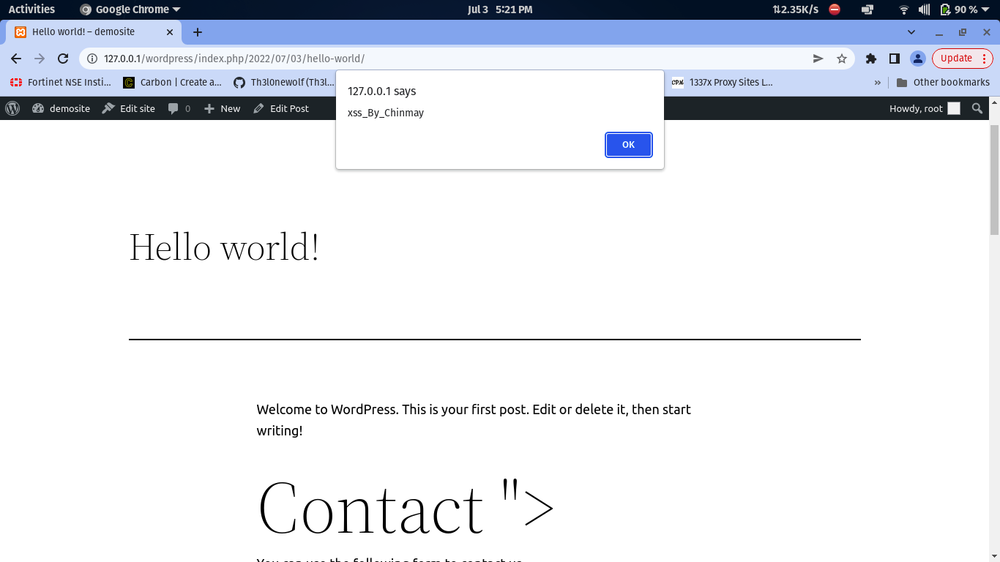 Activities Google Chrome Jul 3 5:21 PM 2.35K/s 90 %
Hello world! – demosite
127.0.0.1/wordpress/index.php/2022/07/03/hello-world/ Update
Fortinet NSE Insti... Carbon | Create a... Th3l0newolf (Th3l... 1337x Proxy Sites L... » Other bookmarks
127.0.0.1 says
xss_By_Chinmay
OK
demosite Edit site 0 New Edit Post Howdy, root
Hello world!
Welcome to WordPress. This is your first post. Edit or delete it, then start
writing!
Contact ">
You can use the following form to contact us